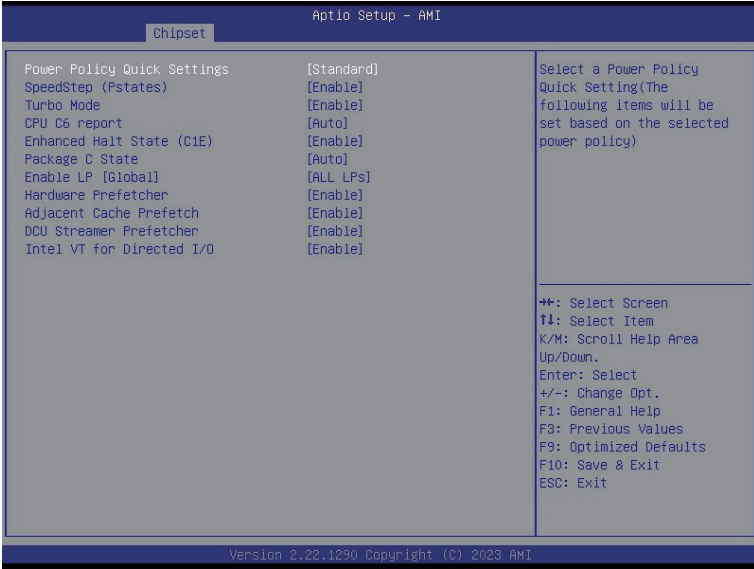 Aptio Setup – AMI
Chipset
Power Policy Quick Settings [Standard]
SpeedStep (Pstates) [Enable]
Turbo Mode [Enable]
CPU C6 report [Auto]
Enhanced Halt State (C1E) [Enable]
Package C State [Auto]
Enable LP [Global] [ALL LPs]
Hardware Prefetcher [Enable]
Adjacent Cache Prefetch [Enable]
DCU Streamer Prefetcher [Enable]
Intel VT for Directed I/O [Enable]
Select a Power Policy
Quick Setting(The
following items will be
set based on the selected
power policy)
→←: Select Screen
↑↓: Select Item
K/M: Scroll Help Area
Up/Down.
Enter: Select
+/-: Change Opt.
F1: General Help
F3: Previous Values
F9: Optimized Defaults
F10: Save & Exit
ESC: Exit
Version 2.22.1290 Copyright (C) 2023 AMI